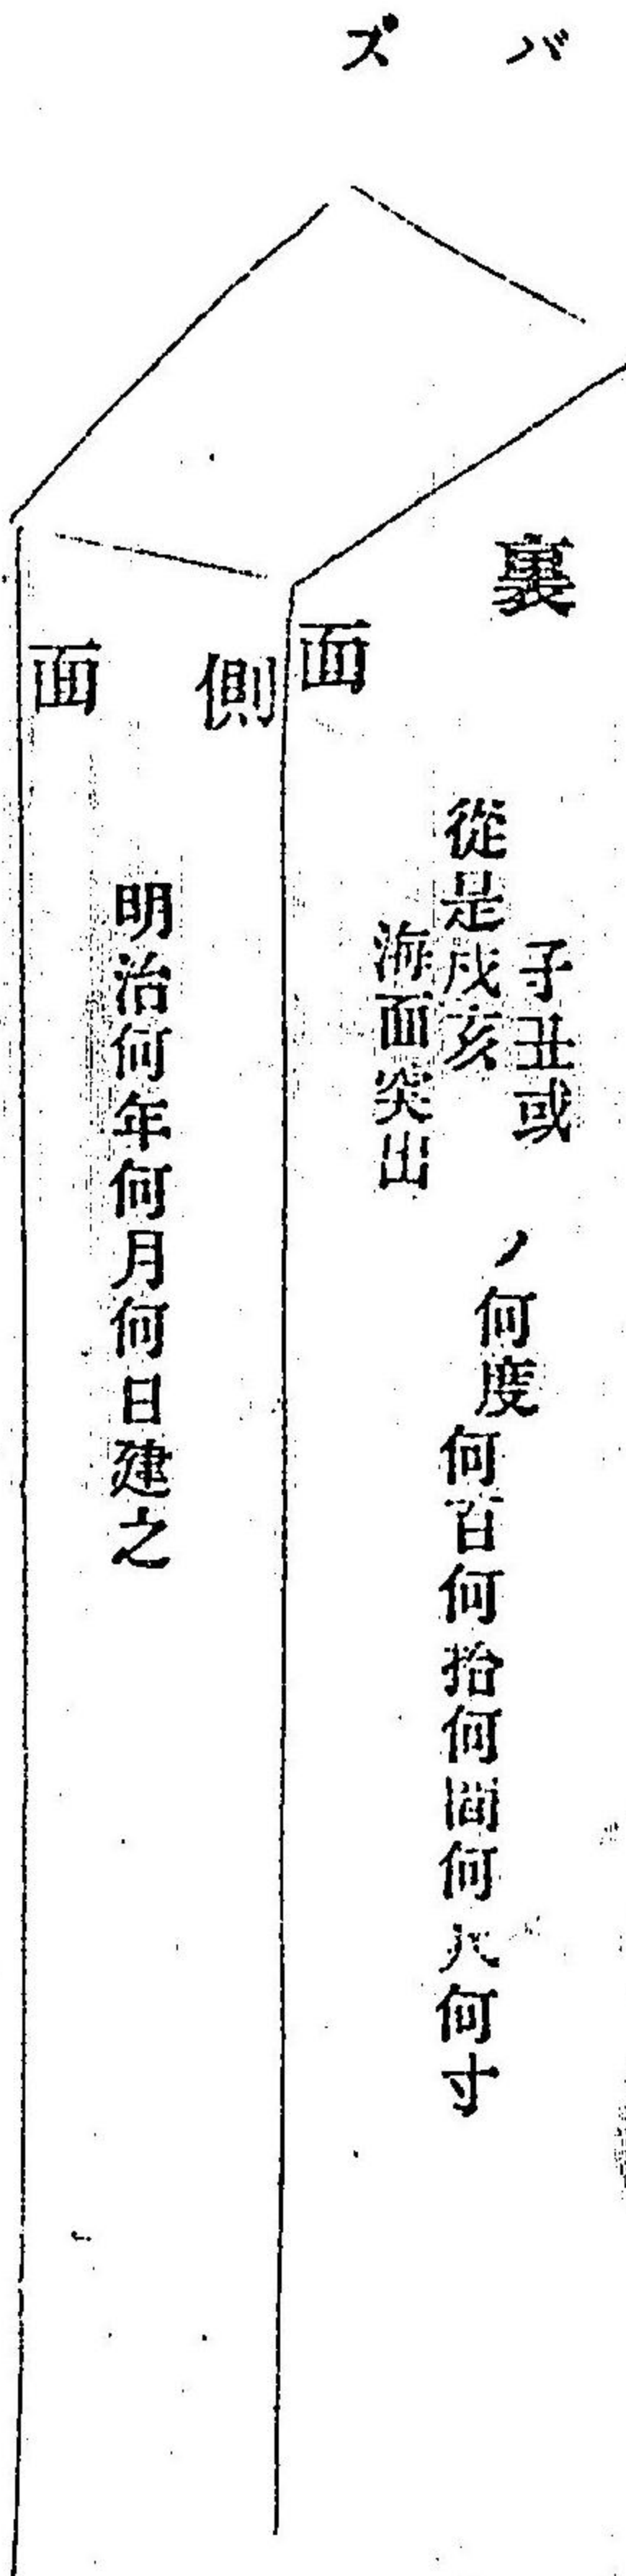 バ
ズ
裏面
子丑或
從是戌亥
海面突出
ノ何度
何百何拾何間何尺何寸
側面
明治何年何月何日建之